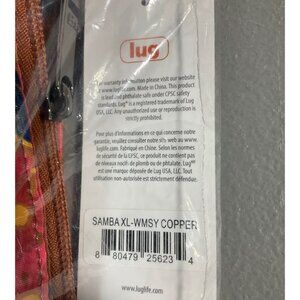 lug
warranty information please visit our website
www.luglife.com. Made in China. This product
is lead and phthalate safe under CPSC safety
standards. Lug® is a registered trademark of Lug
USA, LLC. Any unauthorized use or reproduction is
strictly prohibited.
Pour plus d'informations en ce qui concerne notre
garantie, veuillez consulter notre site web au www.
luglife.com. Fabriqué en Chine. Selon les normes
de sécurité de la CPSC, ce produit ne contient pas
de niveaux nocifs de plomb ou de phtalate. Lug®
est une marque déposée de Lug USA, LLC. Tout
utilisation non-autorisée est strictement défendu.
SAMBA XL-WMSY COPPER
8 80479 25623 4
www.luglife.com